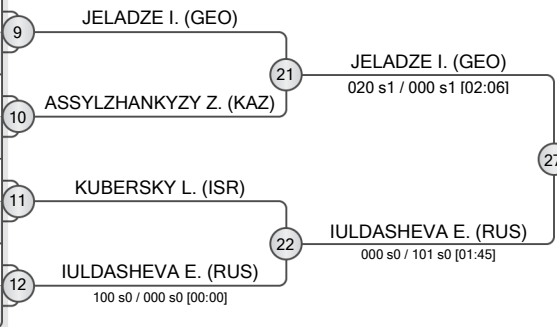 JELADZE I. (GEO)
9
21
JELADZE I. (GEO)
020 s1 / 000 s1 [02:06]
ASSYLZHANKYZY Z. (KAZ)
10
27
KUBERSKY L. (ISR)
11
22
IULDASHEVA E. (RUS)
000 s0 / 101 s0 [01:45]
IULDASHEVA E. (RUS)
12
100 s0 / 000 s0 [00:00]